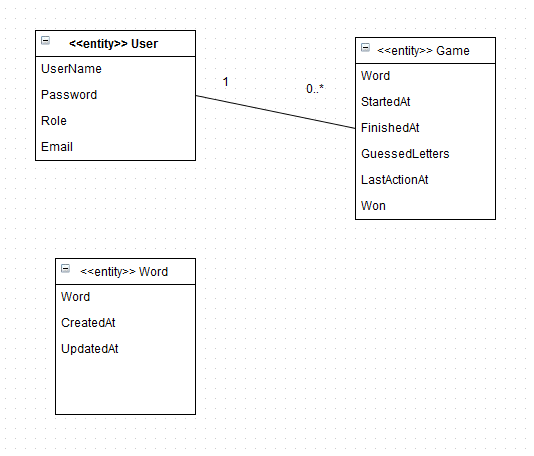 <<entity>> User
UserName
Password
Role
Email
1
0..*
<<entity>> Game
Word
StartedAt
FinishedAt
GuessedLetters
LastActionAt
Won
<<entity>> Word
Word
CreatedAt
UpdatedAt